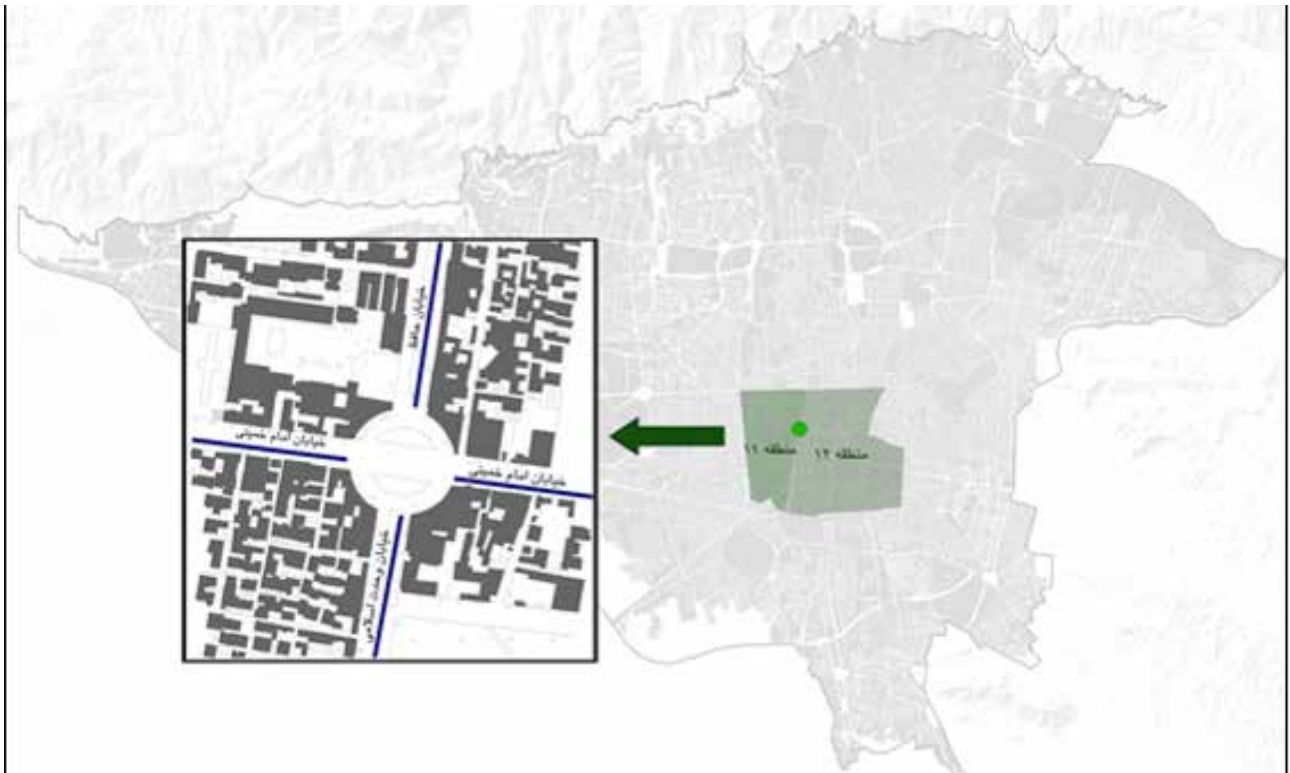 خیابان حافظ
خیابان امام خمینی
خیابان امام خمینی
خیابان وحدت اسلامی
منطقه ۱۱
منطقه ۱۲